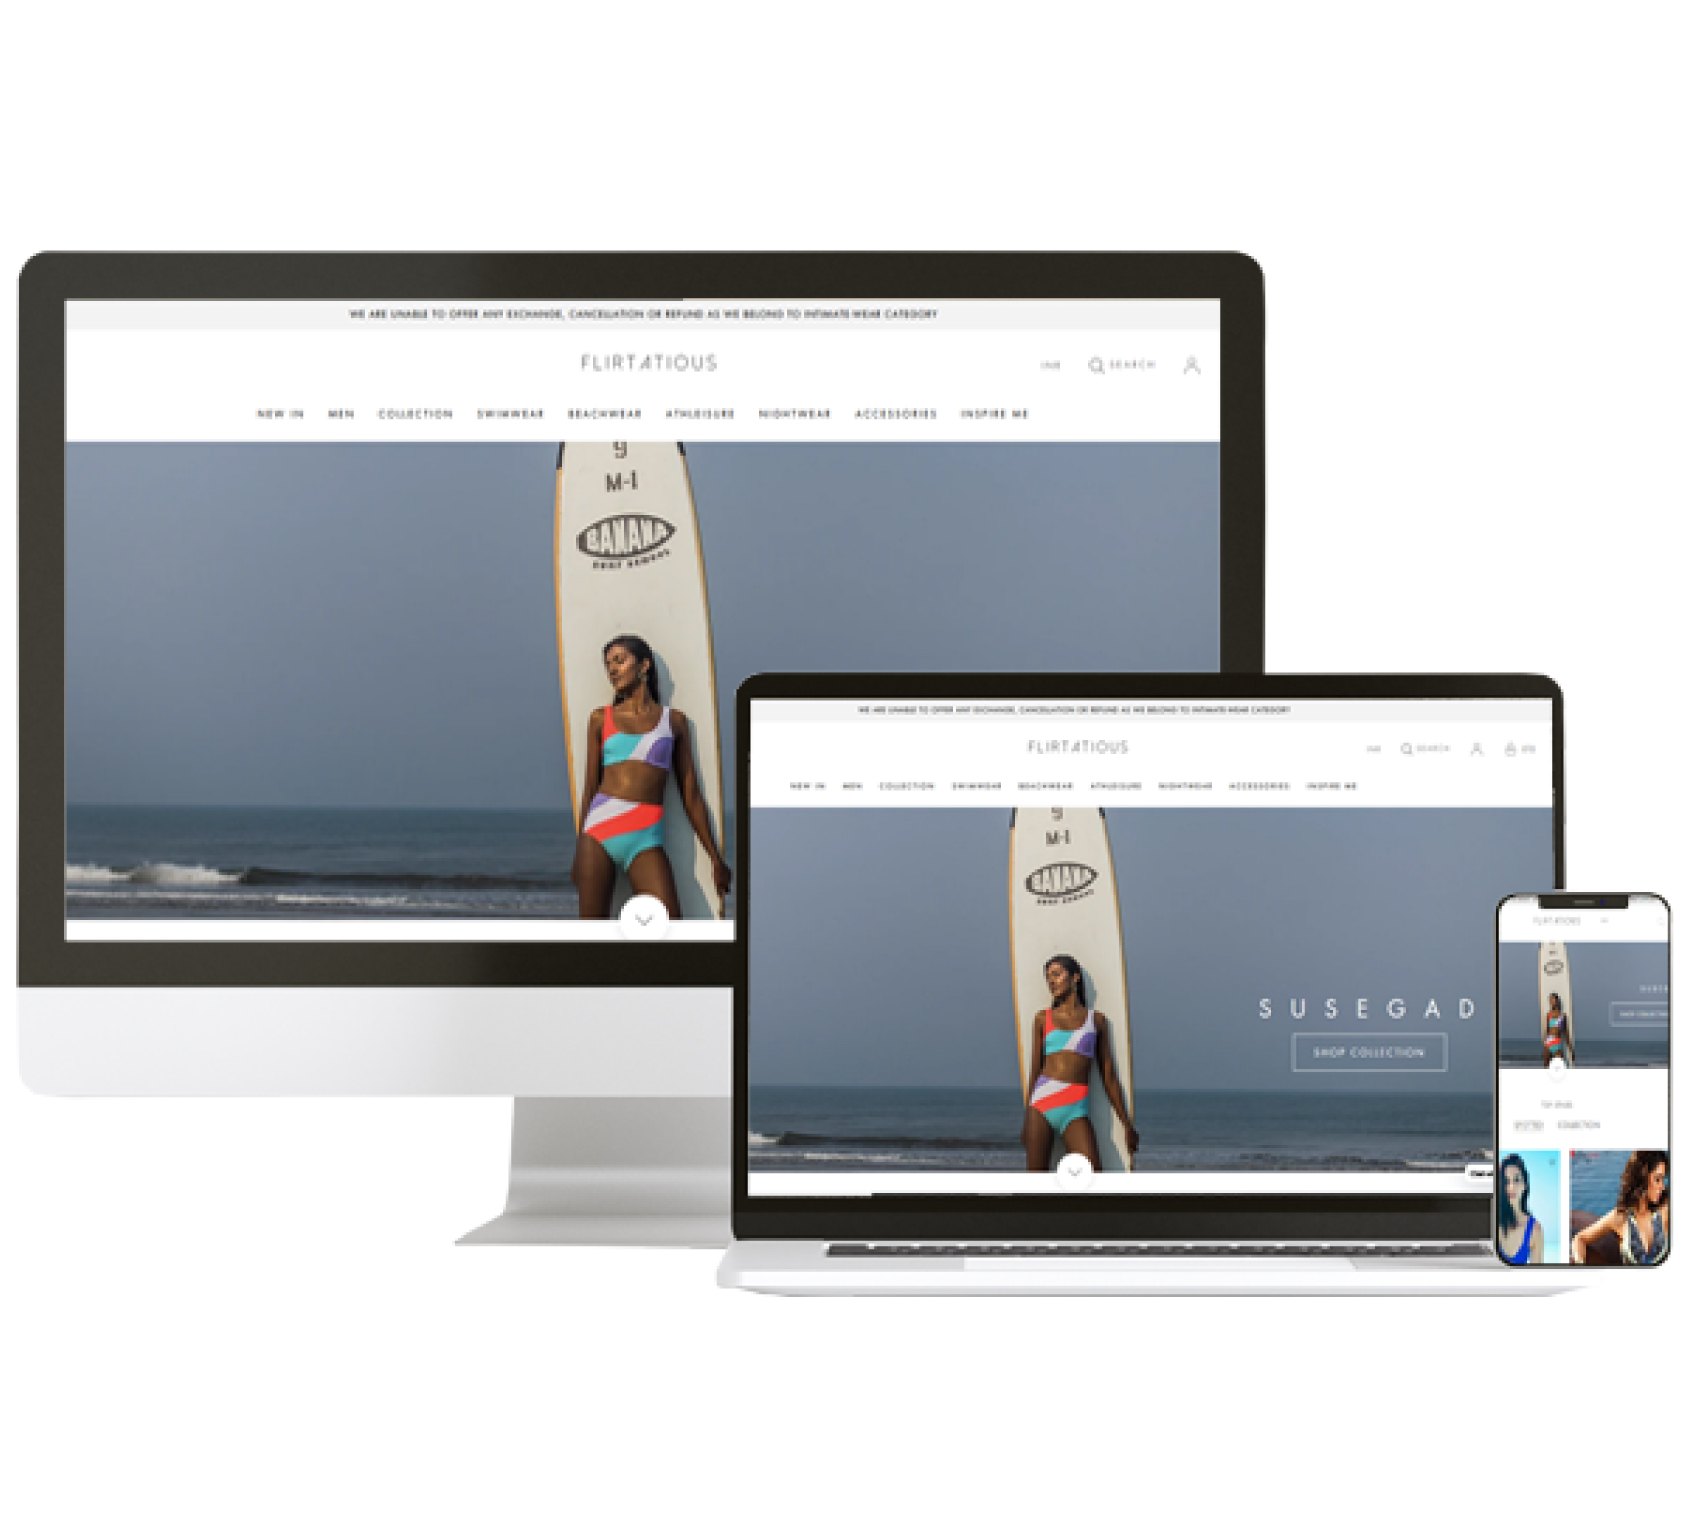 WE ARE UNABLE TO OFFER ANY EXCHANGE, CANCELLATION OR REFUND AS WE BELONG TO INTIMATE-WEAR CATEGORY
FLIRTATIOUS
INR SEARCH
NEW IN MEN COLLECTION SWIMWEAR BEACHWEAR ATHLEISURE NIGHTWEAR ACCESSORIES INSPIRE ME
9
M-1
BANANA
WE ARE UNABLE TO OFFER ANY EXCHANGE, CANCELLATION OR REFUND AS WE BELONG TO INTIMATE-WEAR CATEGORY
FLIRTATIOUS
INR SEARCH
NEW IN MEN COLLECTION SWIMWEAR BEACHWEAR ATHLEISURE NIGHTWEAR ACCESSORIES INSPIRE ME
9
M-1
BANANA
SUSEGAD
SHOP COLLECTION
FLIRTATIOUS
COLLECTION